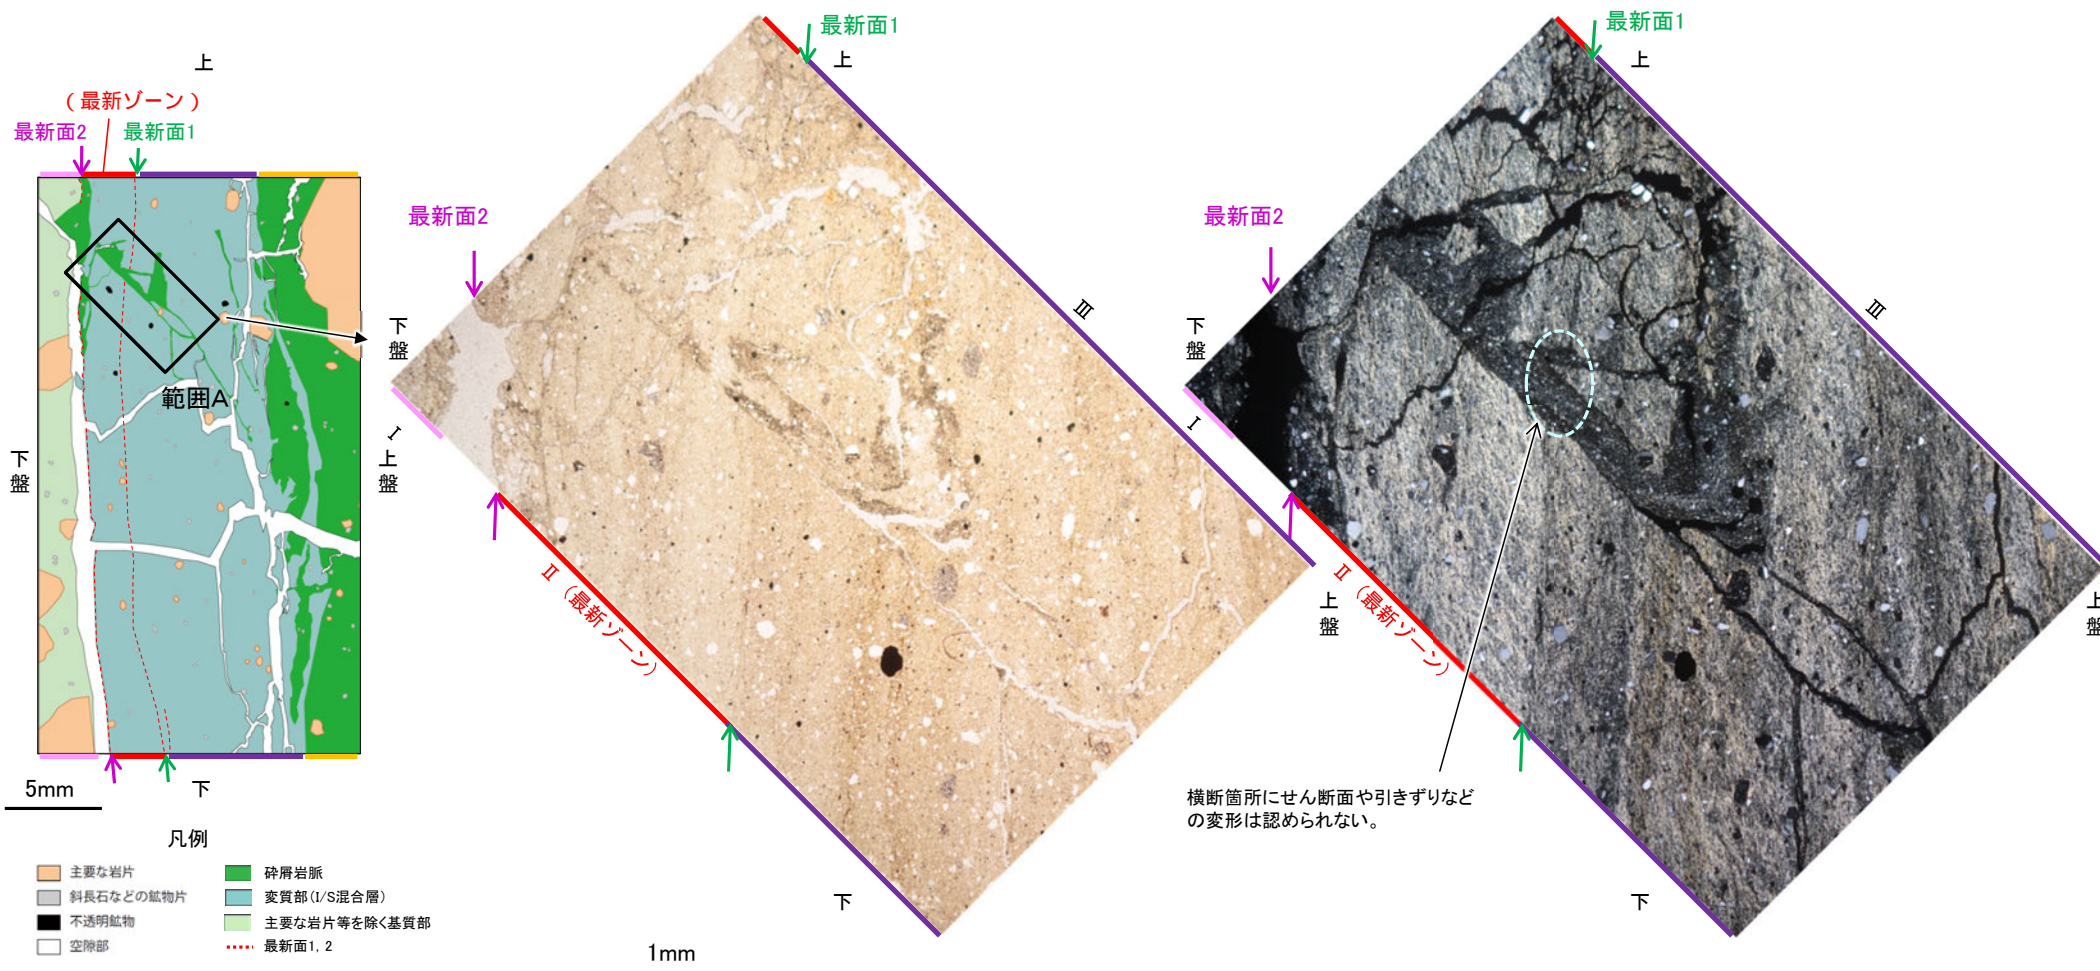 上
(最新ゾーン)
最新面2
最新面1
範囲A
下盤
上盤
下
5mm
凡例
主要な岩片
斜長石などの鉱物片
不透明鉱物
空隙部
砕屑岩脈
変質部(I/S混合層)
主要な岩片等を除く基質部
最新面1, 2
最新面1
上
最新面2
下盤
Ⅰ
Ⅱ(最新ゾーン)
Ⅲ
上盤
下
1mm
最新面1
上
最新面2
下盤
Ⅰ
Ⅱ(最新ゾーン)
Ⅲ
上盤
横断箇所にせん断面や引きずりなど
の変形は認められない。
下